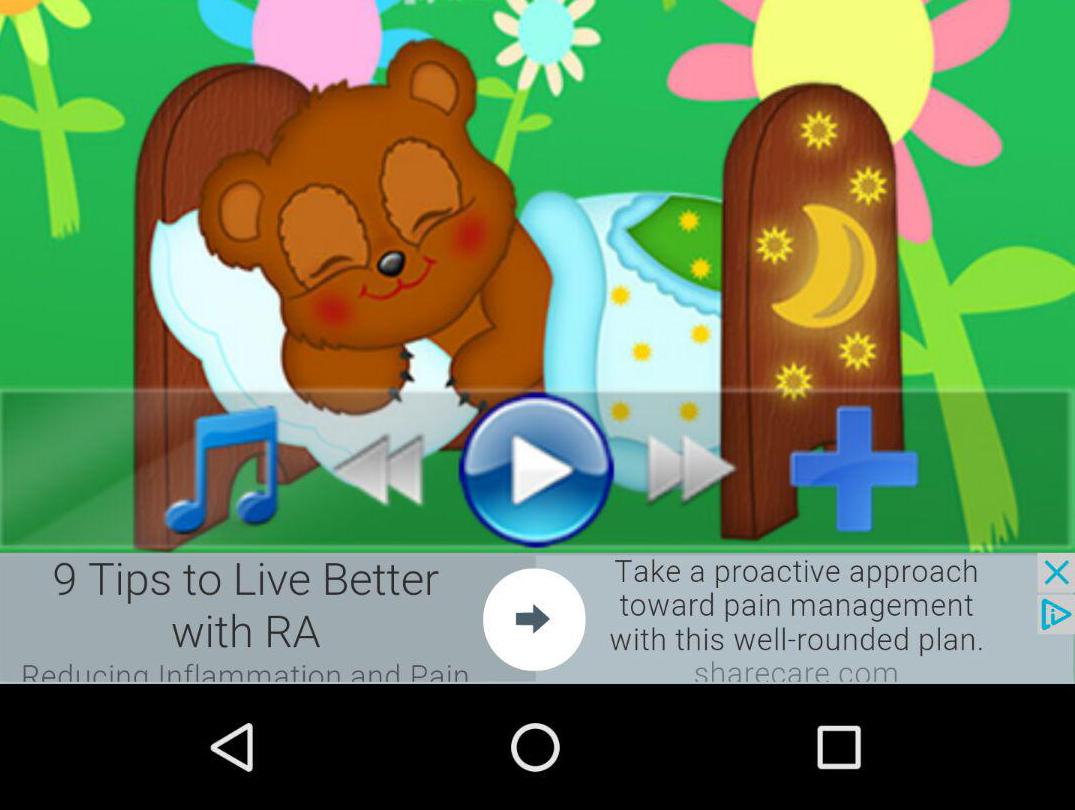 9 Tips to Live Better
with RA
Reducing Inflammation and Pain
Take a proactive approach
toward pain management
with this well-rounded plan.
sharecare.com